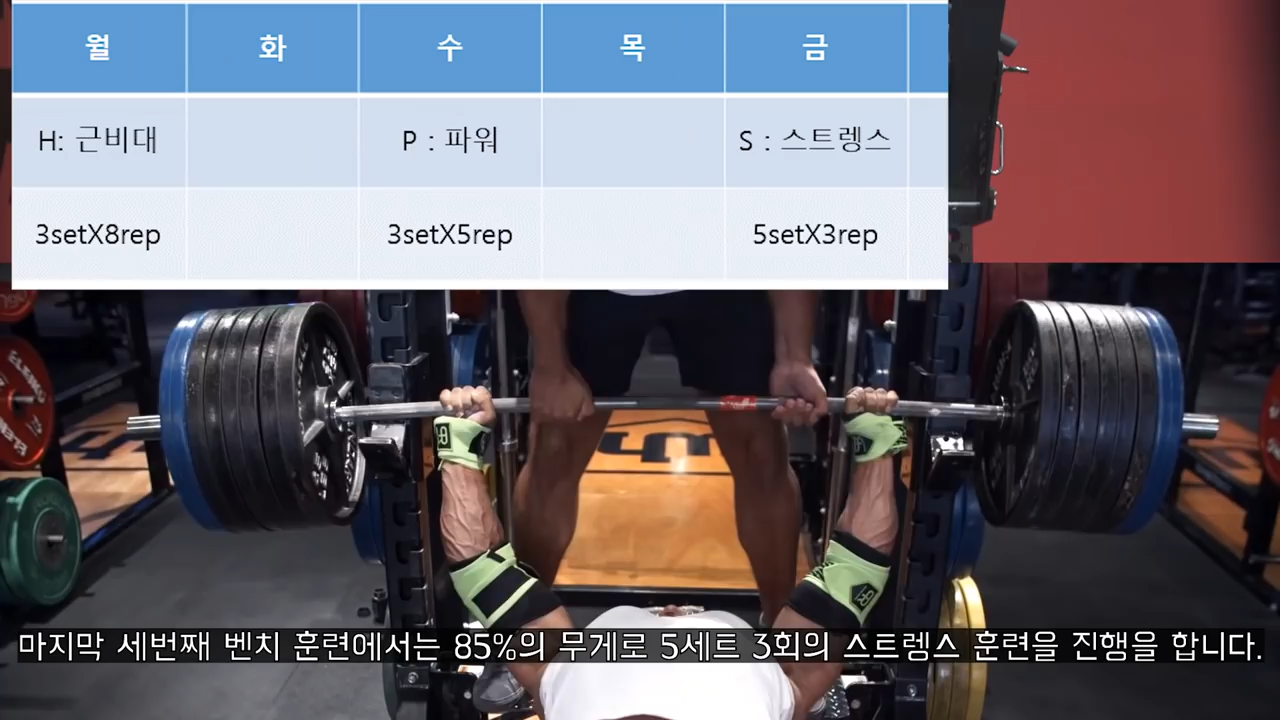 월 화 수 목 금
H: 근비대 P : 파워 S : 스트렝스
3setX8rep 3setX5rep 5setX3rep
ELEIKO
마지막 세번째 벤치 훈련에서는 85%의 무게로 5세트 3회의 스트렝스 훈련을 진행을 합니다.